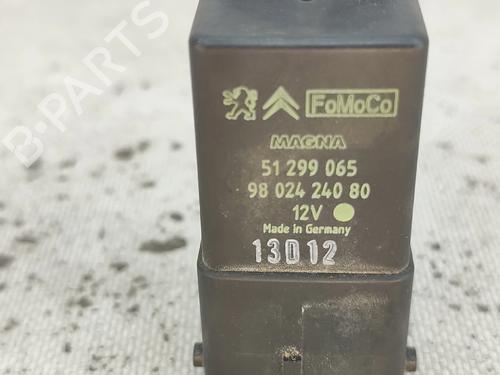 B-PARTS
FoMoCo
MAGNA
51 299 065
98 024 240 80
12V
Made in Germany
13D12